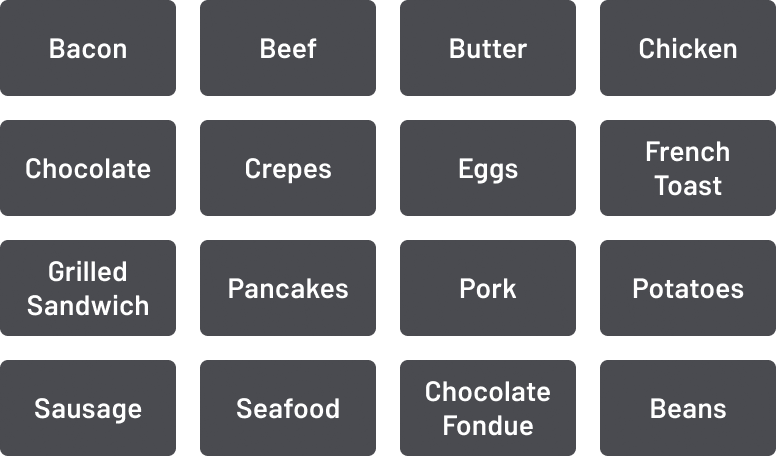 Bacon
Beef
Butter
Chicken
Chocolate
Crepes
Eggs
French
Toast
Grilled
Sandwich
Pancakes
Pork
Potatoes
Sausage
Seafood
Chocolate
Fondue
Beans